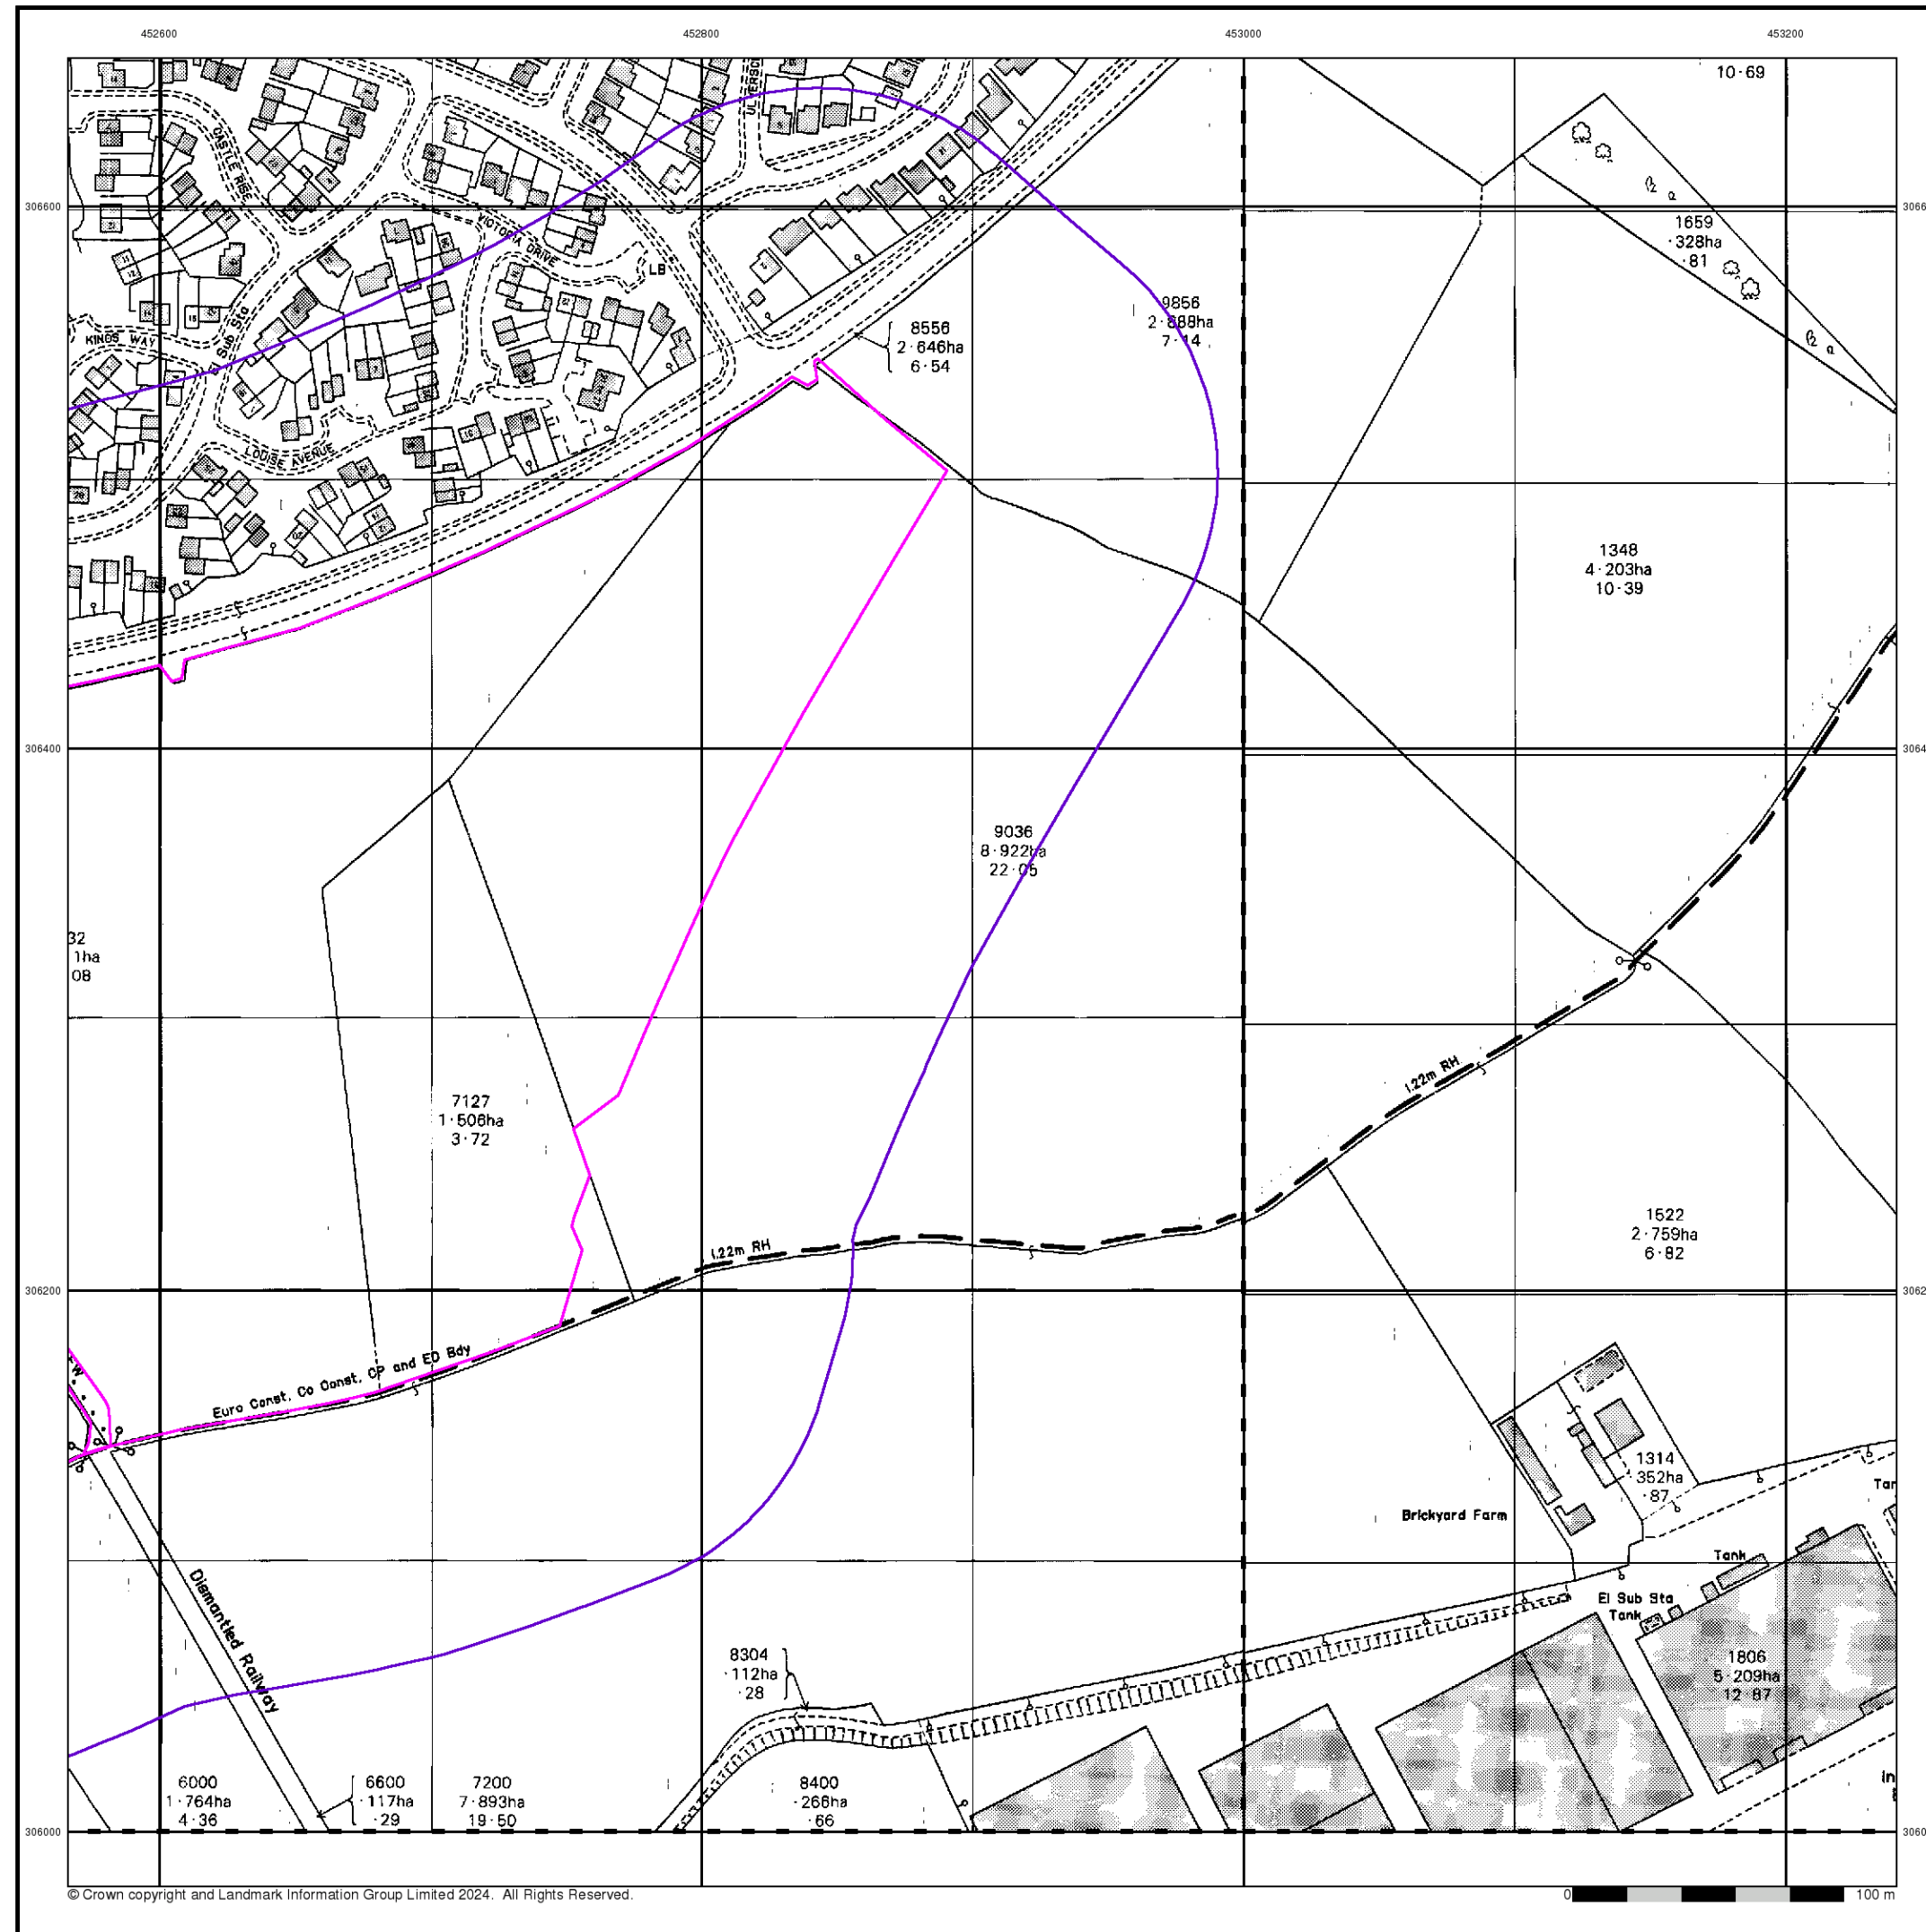 452600
452800
453000
453200
10·69
CASTLE RISE
306600
VICTORIA DRIVE
LB
1659
·328ha
·81
Sub Sta
KINGS WAY
8556
2·646ha
6·54
9856
7·14
LOUISE AVENUE
1348
4·203ha
10·39
306400
9036
8·922ha
22·05
32
1ha
08
1.22m RH
7127
1·506ha
3·72
1522
2·759ha
6·82
1.22m RH
306200
Euro Const, Co Const, CP and ED Bdy
1314
·352ha
·87
Brickyard Farm
Tank
El Sub Sta
Tank
Dismantled Railway
8304
·112ha
·28
1806
5·209ha
12·87
6000
1·764ha
4·36
6600
·117ha
·29
7200
7·893ha
19·50
8400
·266ha
·66
306000
© Crown copyright and Landmark Information Group Limited 2024. All Rights Reserved.
0
100 m